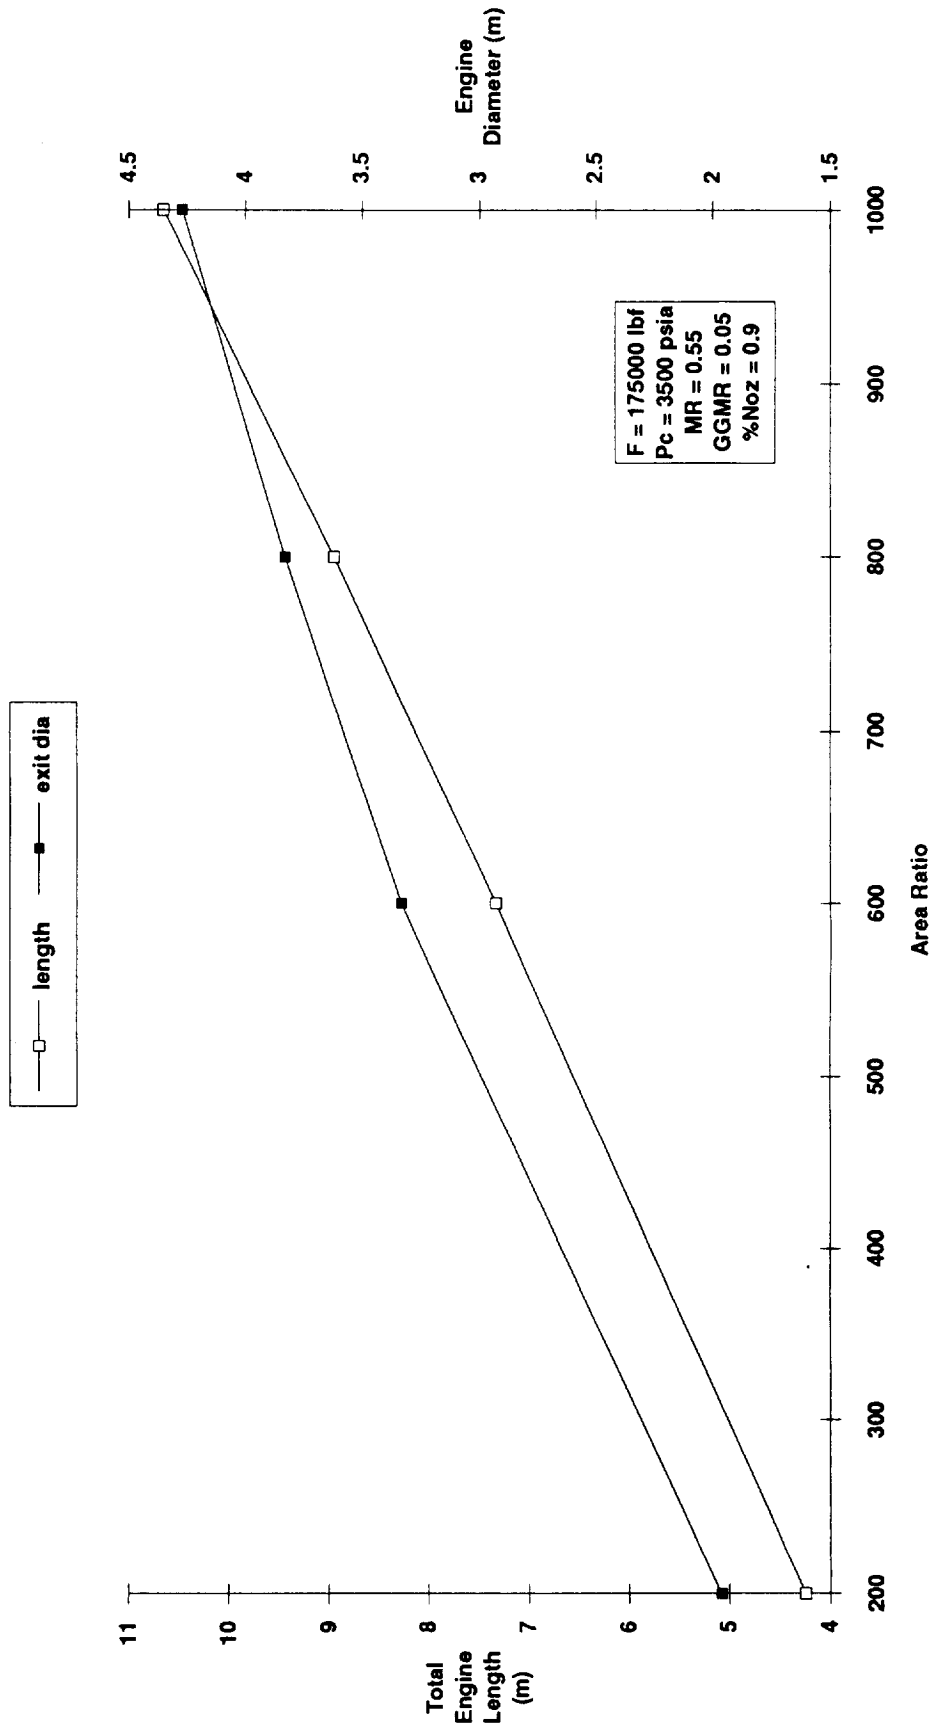 length exit dia
11
10
9
8
7
6
5
4
Total
Engine
Length
(m)
4.5
4
3.5
3
2.5
2
1.5
Engine
Diameter (m)
F = 175000 lbf
Pc = 3500 psia
MR = 0.55
GGMR = 0.05
%Noz = 0.9
200 300 400 500 600 700 800 900 1000
Area Ratio